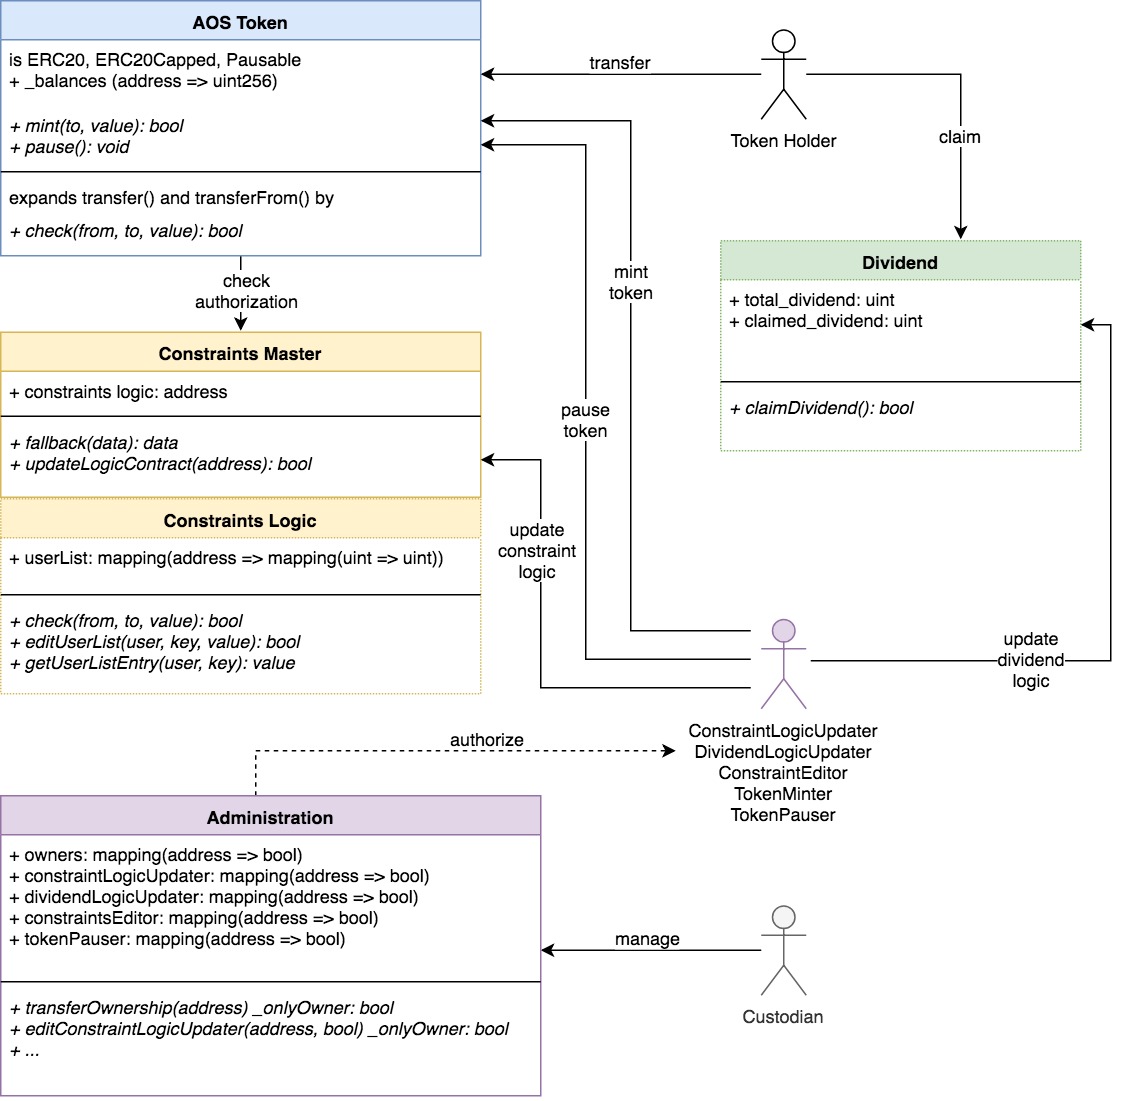 AOS Token
is ERC20, ERC20Capped, Pausable
+ _balances (address => uint256)
+ mint(to, value): bool
+ pause(): void
expands transfer() and transferFrom() by
+ check(from, to, value): bool
check
authorization
Constraints Master
+ constraints logic: address
+ fallback(data): data
+ updateLogicContract(address): bool
Constraints Logic
+ userList: mapping(address => mapping(uint => uint))
+ check(from, to, value): bool
+ editUserList(user, key, value): bool
+ getUserListEntry(user, key): value
transfer
Token Holder
claim
mint
token
pause
token
update
constraint
logic
Dividend
+ total_dividend: uint
+ claimed_dividend: uint
+ claimDividend(): bool
update
dividend
logic
ConstraintLogicUpdater
DividendLogicUpdater
ConstraintEditor
TokenMinter
TokenPauser
authorize
Administration
+ owners: mapping(address => bool)
+ constraintLogicUpdater: mapping(address => bool)
+ dividendLogicUpdater: mapping(address => bool)
+ constraintsEditor: mapping(address => bool)
+ tokenPauser: mapping(address => bool)
+ transferOwnership(address) _onlyOwner: bool
+ editConstraintLogicUpdater(address, bool) _onlyOwner: bool
+ ...
manage
Custodian